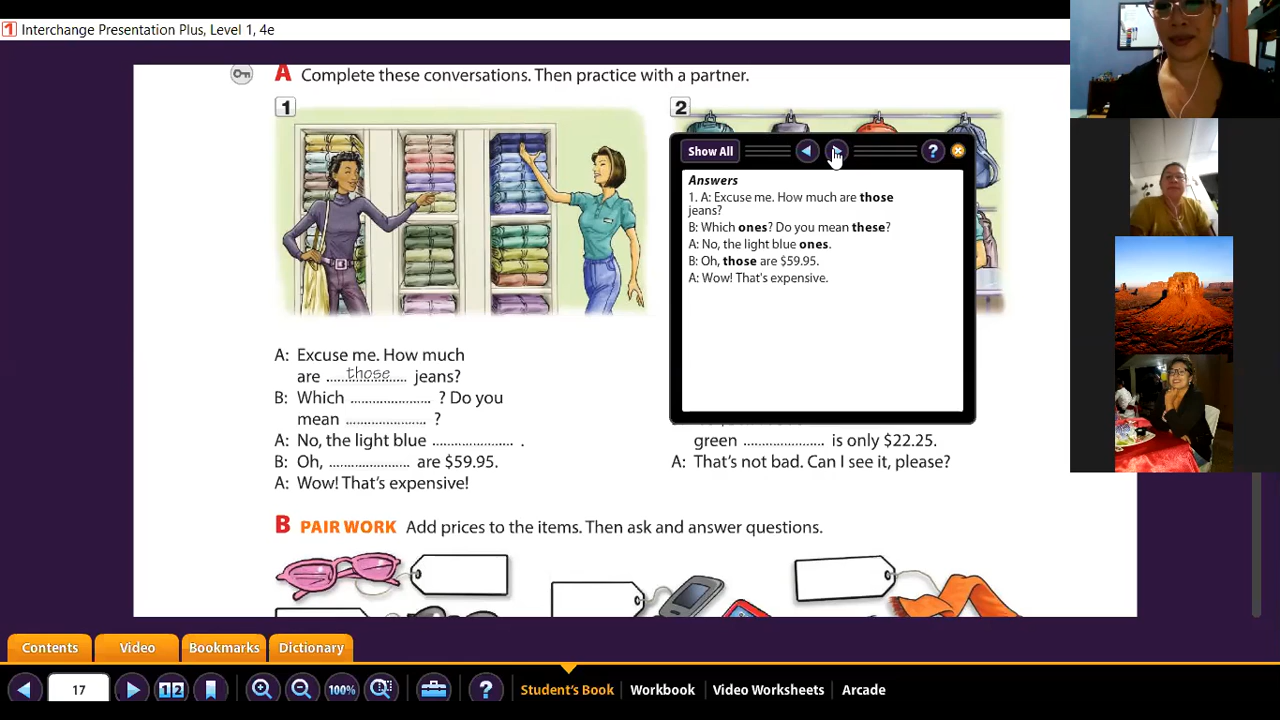 Interchange Presentation Plus, Level 1, 4e
A Complete these conversations. Then practice with a partner.
1
2
Show All
?
Answers
1. A: Excuse me. How much are those
jeans?
B: Which ones? Do you mean these?
A: No, the light blue ones.
B: Oh, those are $59.95.
A: Wow! That's expensive.
A: Excuse me. How much
are those jeans?
B: Which ..................... ? Do you
mean ..................... ?
A: No, the light blue ..................... .
B: Oh, ..................... are $59.95.
A: Wow! That's expensive!
green ..................... is only $22.25.
A: That's not bad. Can I see it, please?
B PAIR WORK Add prices to the items. Then ask and answer questions.
Contents Video Bookmarks Dictionary
17 12 100% ? Student's Book Workbook Video Worksheets Arcade